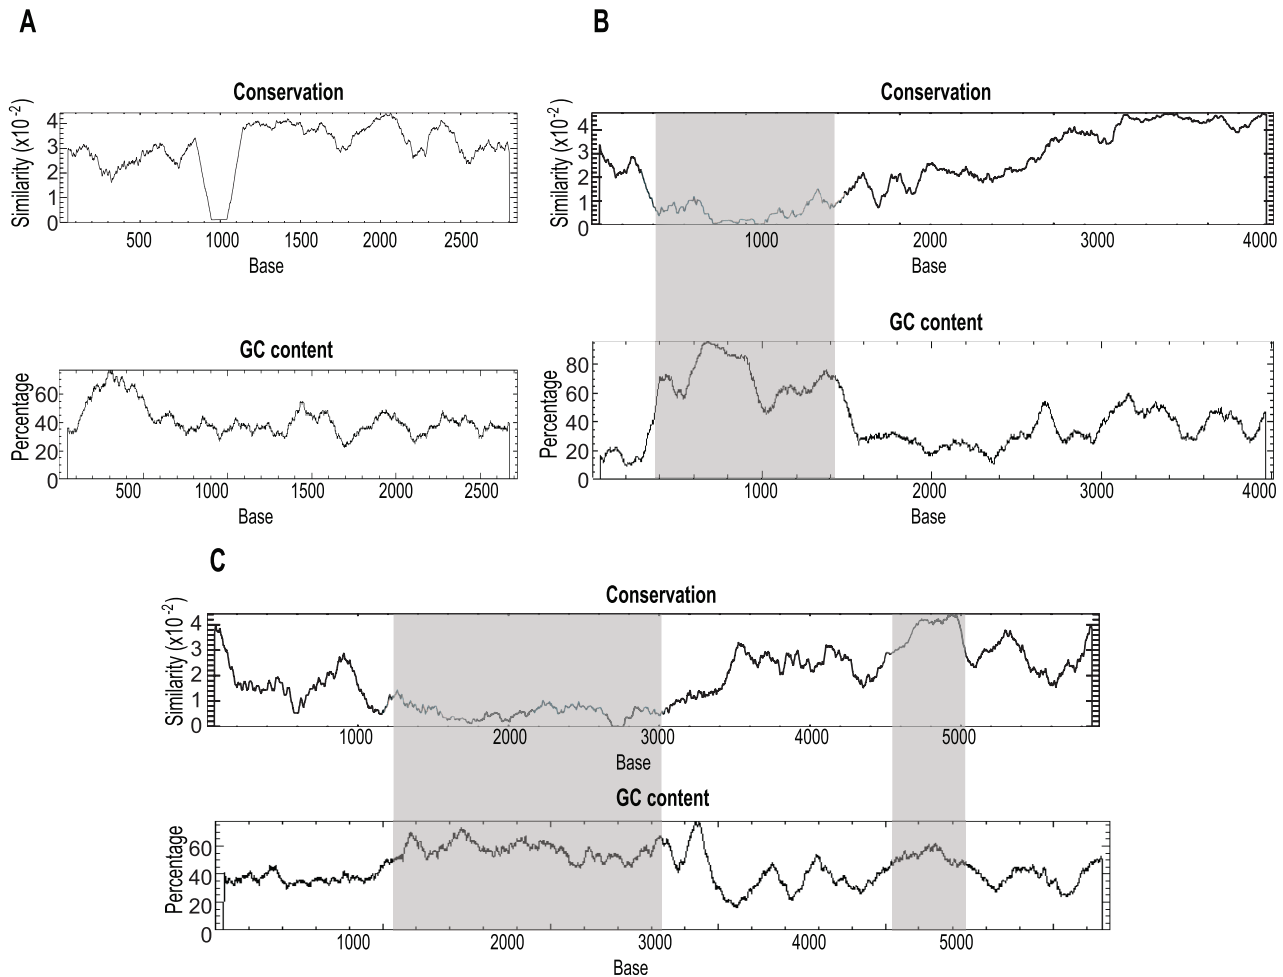 A
Conservation
Similarity (x10-2)
4
3
2
1
0
500 1000 1500 2000 2500
Base
GC content
Percentage
60
40
20
0
500 1000 1500 2000 2500
Base
B
Conservation
Similarity (x10-2)
4
3
2
1
0
1000 2000 3000 4000
Base
GC content
Percentage
80
60
40
20
0
1000 2000 3000 4000
Base
C
Conservation
Similarity (x10-2)
4
3
2
1
0
1000 2000 3000 4000 5000
Base
GC content
Percentage
60
40
20
0
1000 2000 3000 4000 5000
Base